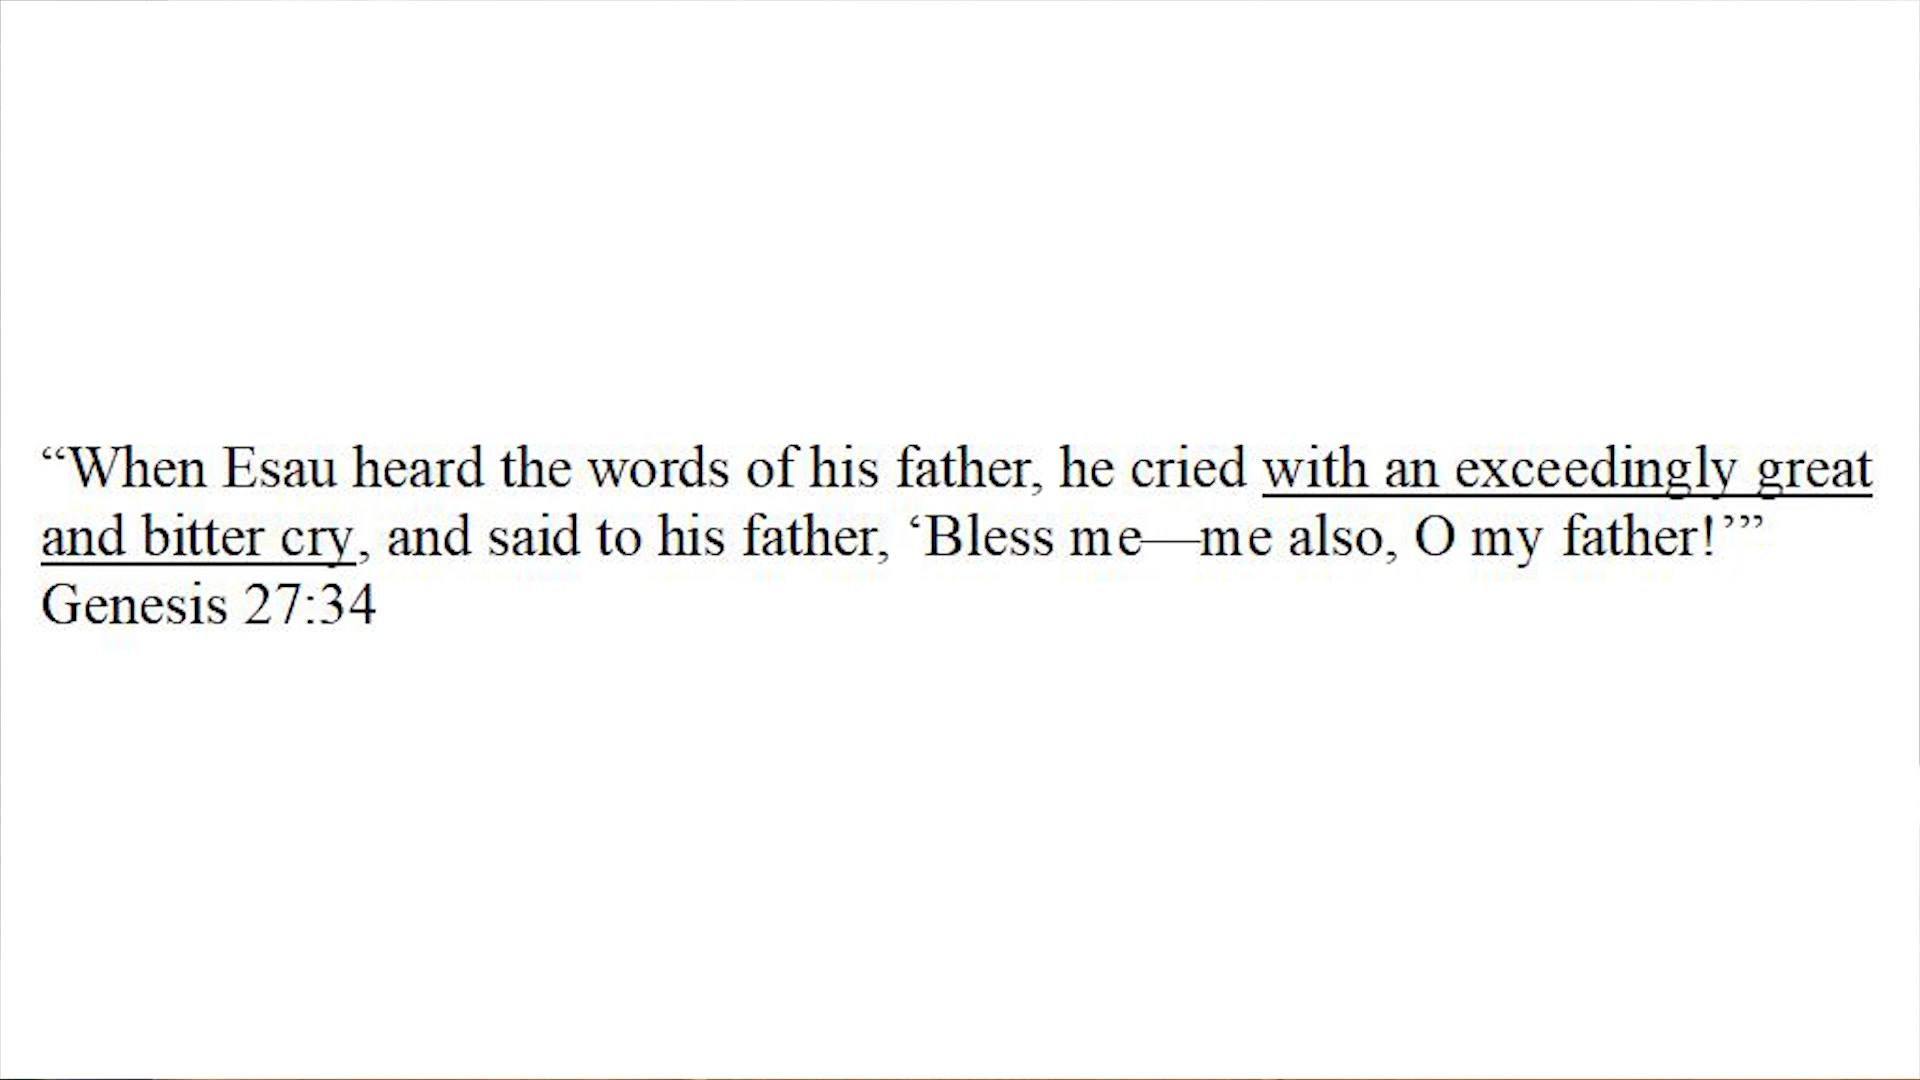 “When Esau heard the words of his father, he cried with an exceedingly great
and bitter cry, and said to his father, ‘Bless me—me also, O my father!’”
Genesis 27:34